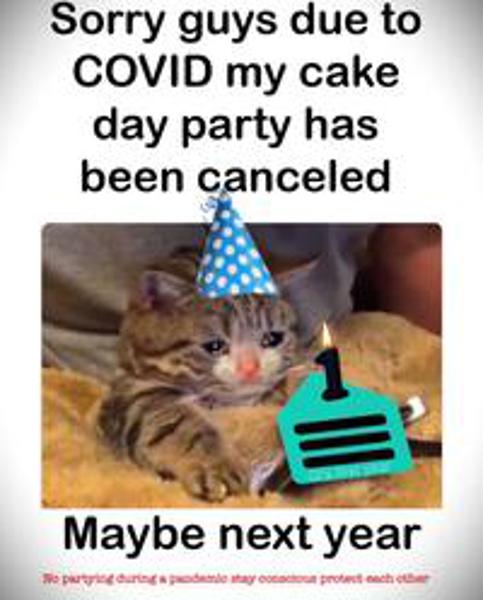 Sorry guys due to
COVID my cake
day party has
been canceled
1
Maybe next year
No partying during a pandemic stay conscious protect each other